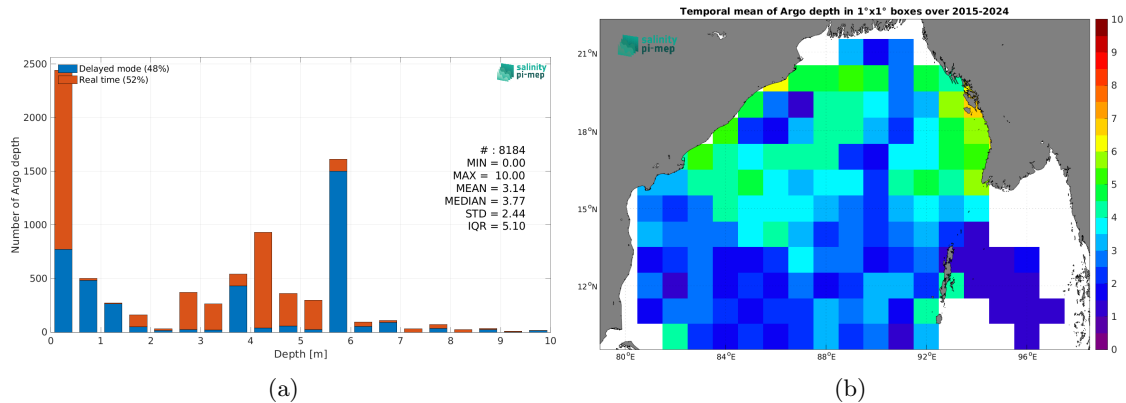 2500
2000
1500
1000
500
0
Number of Argo depth
Delayed mode (48%)
Real time (52%)
salinity
pi-mep
# : 8184
MIN = 0.00
MAX = 10.00
MEAN = 3.14
MEDIAN = 3.77
STD = 2.44
IQR = 5.10
0 1 2 3 4 5 6 7 8 9 10
Depth [m]
(a)
Temporal mean of Argo depth in 1°x1° boxes over 2015-2024
salinity
pi-mep
21°N
18°N
15°N
12°N
80°E 84°E 88°E 92°E 96°E
10
9
8
7
6
5
4
3
2
1
0
(b)